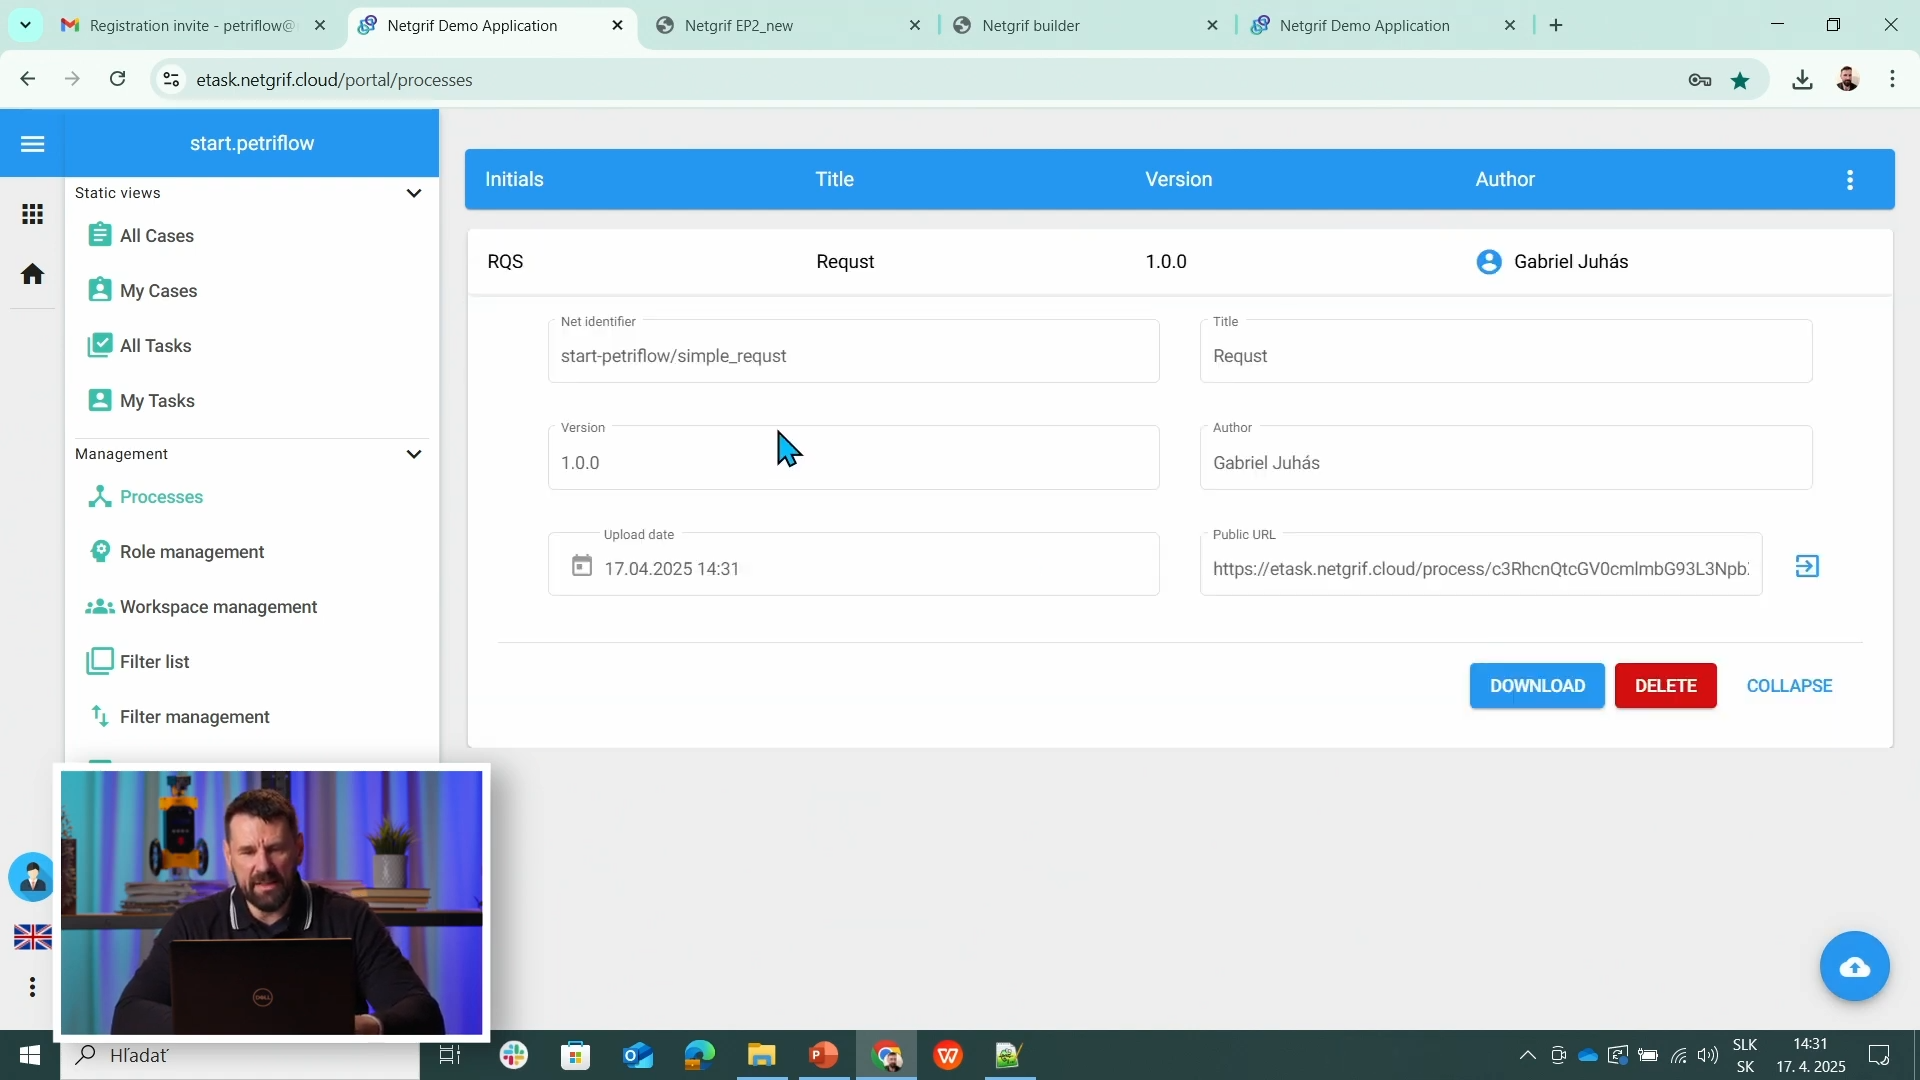 Registration invite - petriflow@
Netgrif Demo Application
Netgrif EP2_new
Netgrif builder
Netgrif Demo Application
etask.netgrif.cloud/portal/processes
start.petriflow
Static views
All Cases
My Cases
All Tasks
My Tasks
Management
Processes
Role management
Workspace management
Filter list
Filter management
Initials
Title
Version
Author
RQS
Requst
1.0.0
Gabriel Juhás
Net identifier
start-petriflow/simple_requst
Title
Requst
Version
1.0.0
Author
Gabriel Juhás
Upload date
17.04.2025 14:31
Public URL
https://etask.netgrif.cloud/process/c3RhcnQtcGV0cmlmbG93L3Npb
DOWNLOAD
DELETE
COLLAPSE
DELL
Hľadať
SLK
SK
14:31
17. 4. 2025